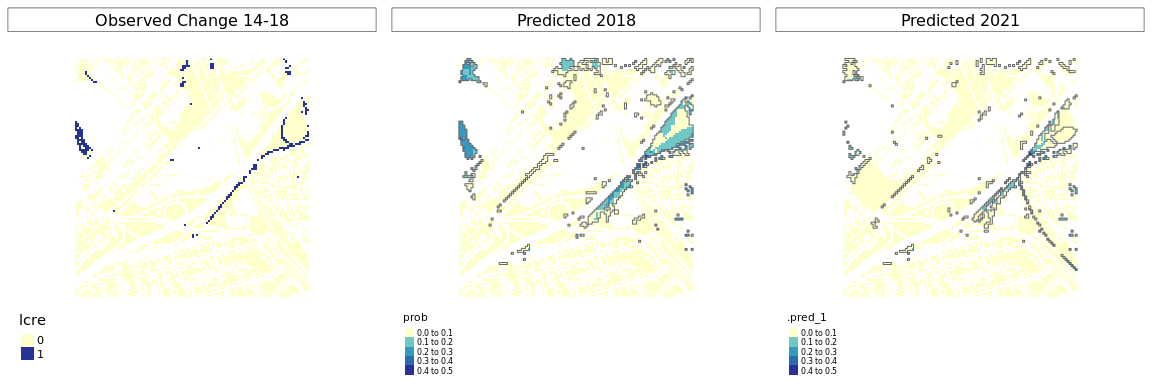 Observed Change 14-18
Predicted 2018
Predicted 2021
lcre
0
1
prob
0.0 to 0.1
0.1 to 0.2
0.2 to 0.3
0.3 to 0.4
0.4 to 0.5
.pred_1
0.0 to 0.1
0.1 to 0.2
0.2 to 0.3
0.3 to 0.4
0.4 to 0.5